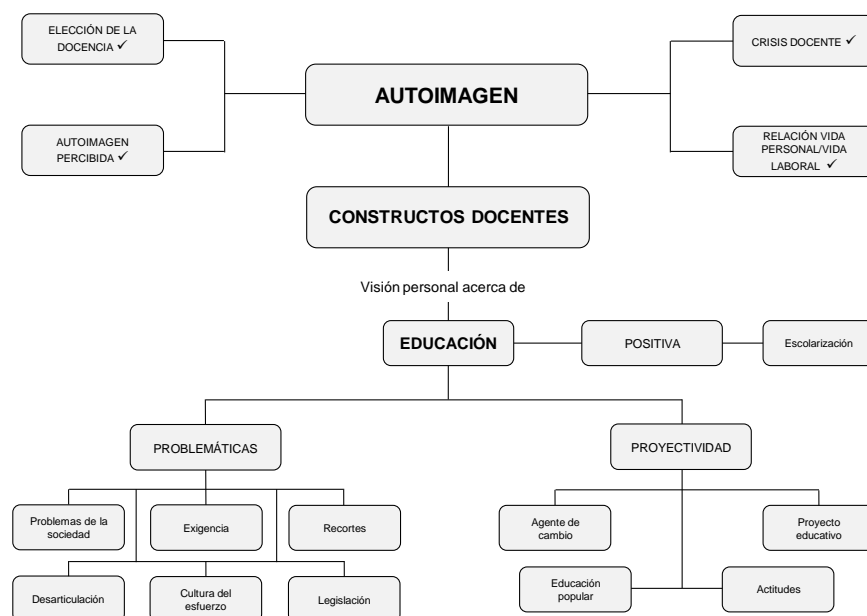 ELECCIÓN DE LA
DOCENCIA ✓
CRISIS DOCENTE ✓
AUTOIMAGEN
AUTOIMAGEN
PERCIBIDA ✓
RELACIÓN VIDA
PERSONAL/VIDA
LABORAL ✓
CONSTRUCTOS DOCENTES
Visión personal acerca de
EDUCACIÓN
POSITIVA
Escolarización
PROBLEMÁTICAS
PROYECTIVIDAD
Problemas de la
sociedad
Exigencia
Recortes
Agente de
cambio
Proyecto
educativo
Desarticulación
Cultura del
esfuerzo
Legislación
Educación
popular
Actitudes